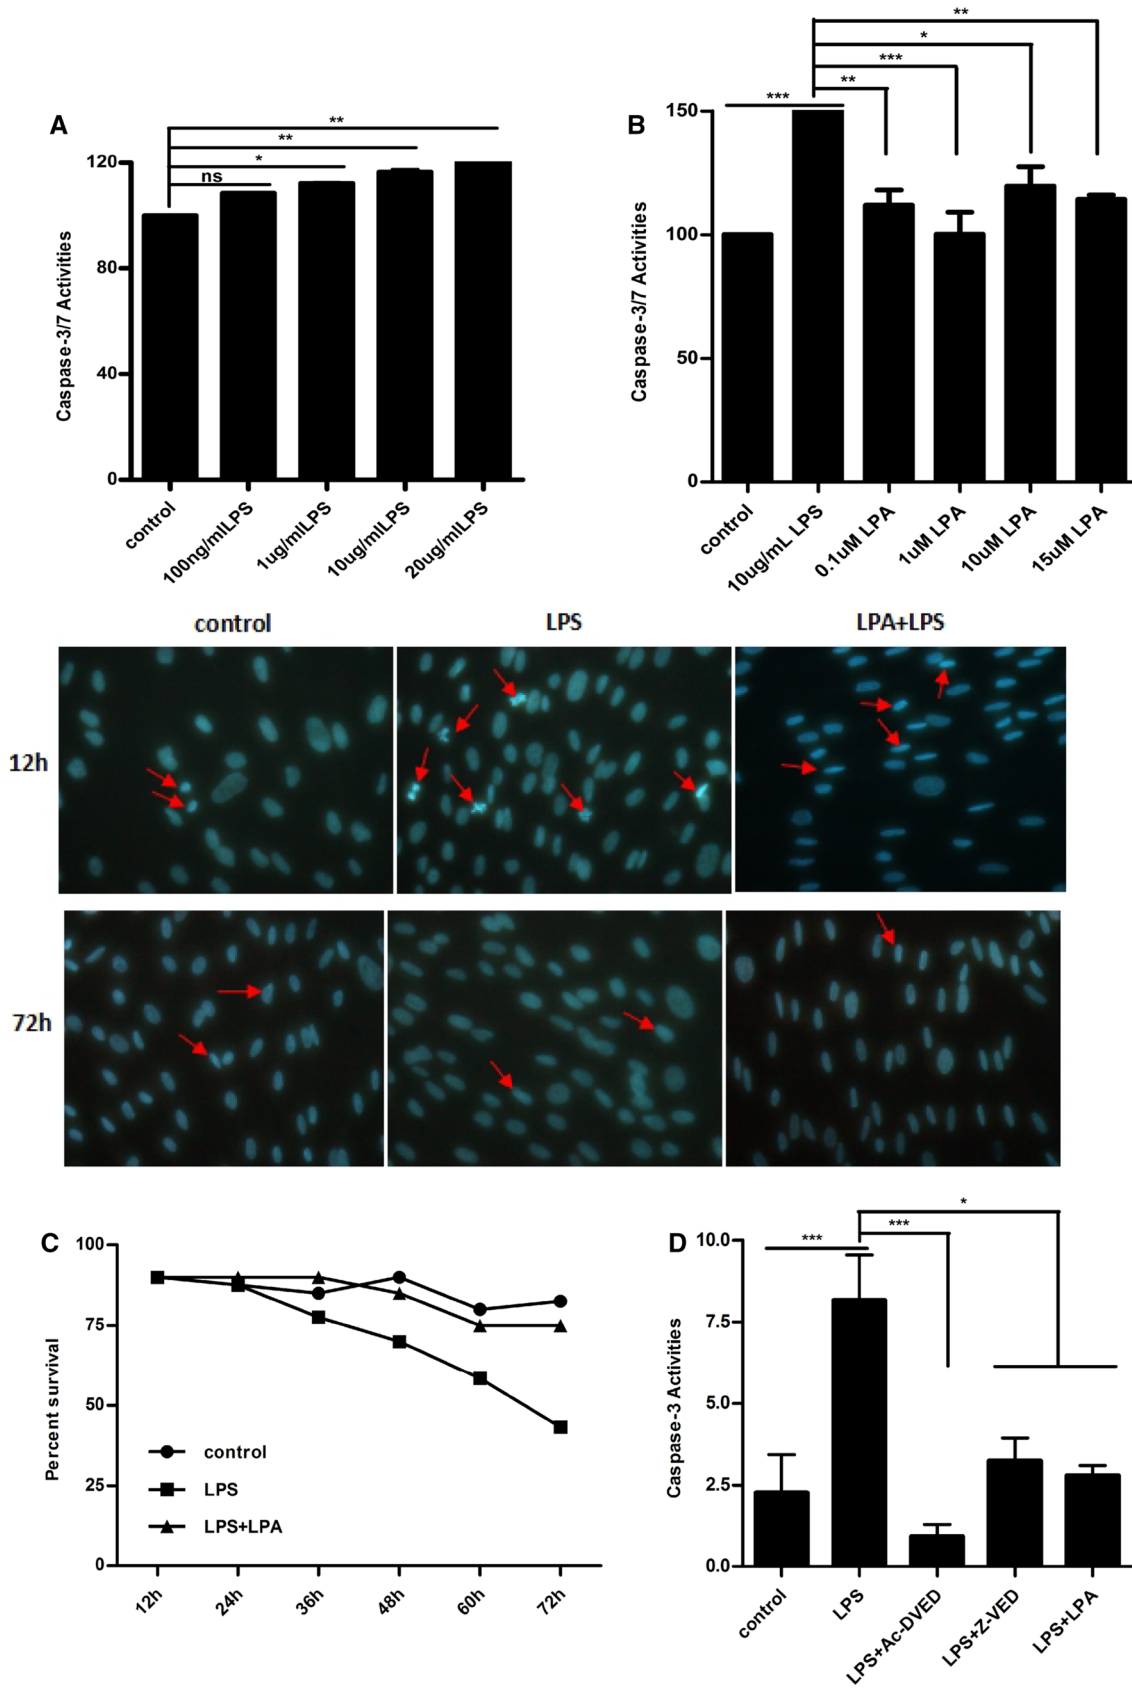 A
**
**
*
ns
120
80
40
0
Caspase-3/7 Activities
control
100ng/mlLPS
1ug/mlLPS
10ug/mlLPS
20ug/mlLPS
B
**
*
***
**
***
150
100
50
0
Caspase-3/7 Activities
control
10ug/mL LPS
0.1uM LPA
1uM LPA
10uM LPA
15uM LPA
control
LPS
LPA+LPS
12h
72h
C
100
75
50
25
0
Percent survival
control
LPS
LPS+LPA
12h
24h
36h
48h
60h
72h
D
*
***
***
10.0
7.5
5.0
2.5
0.0
Caspase-3 Activities
control
LPS
LPS+Ac-DVED
LPS+Z-VED
LPS+LPA